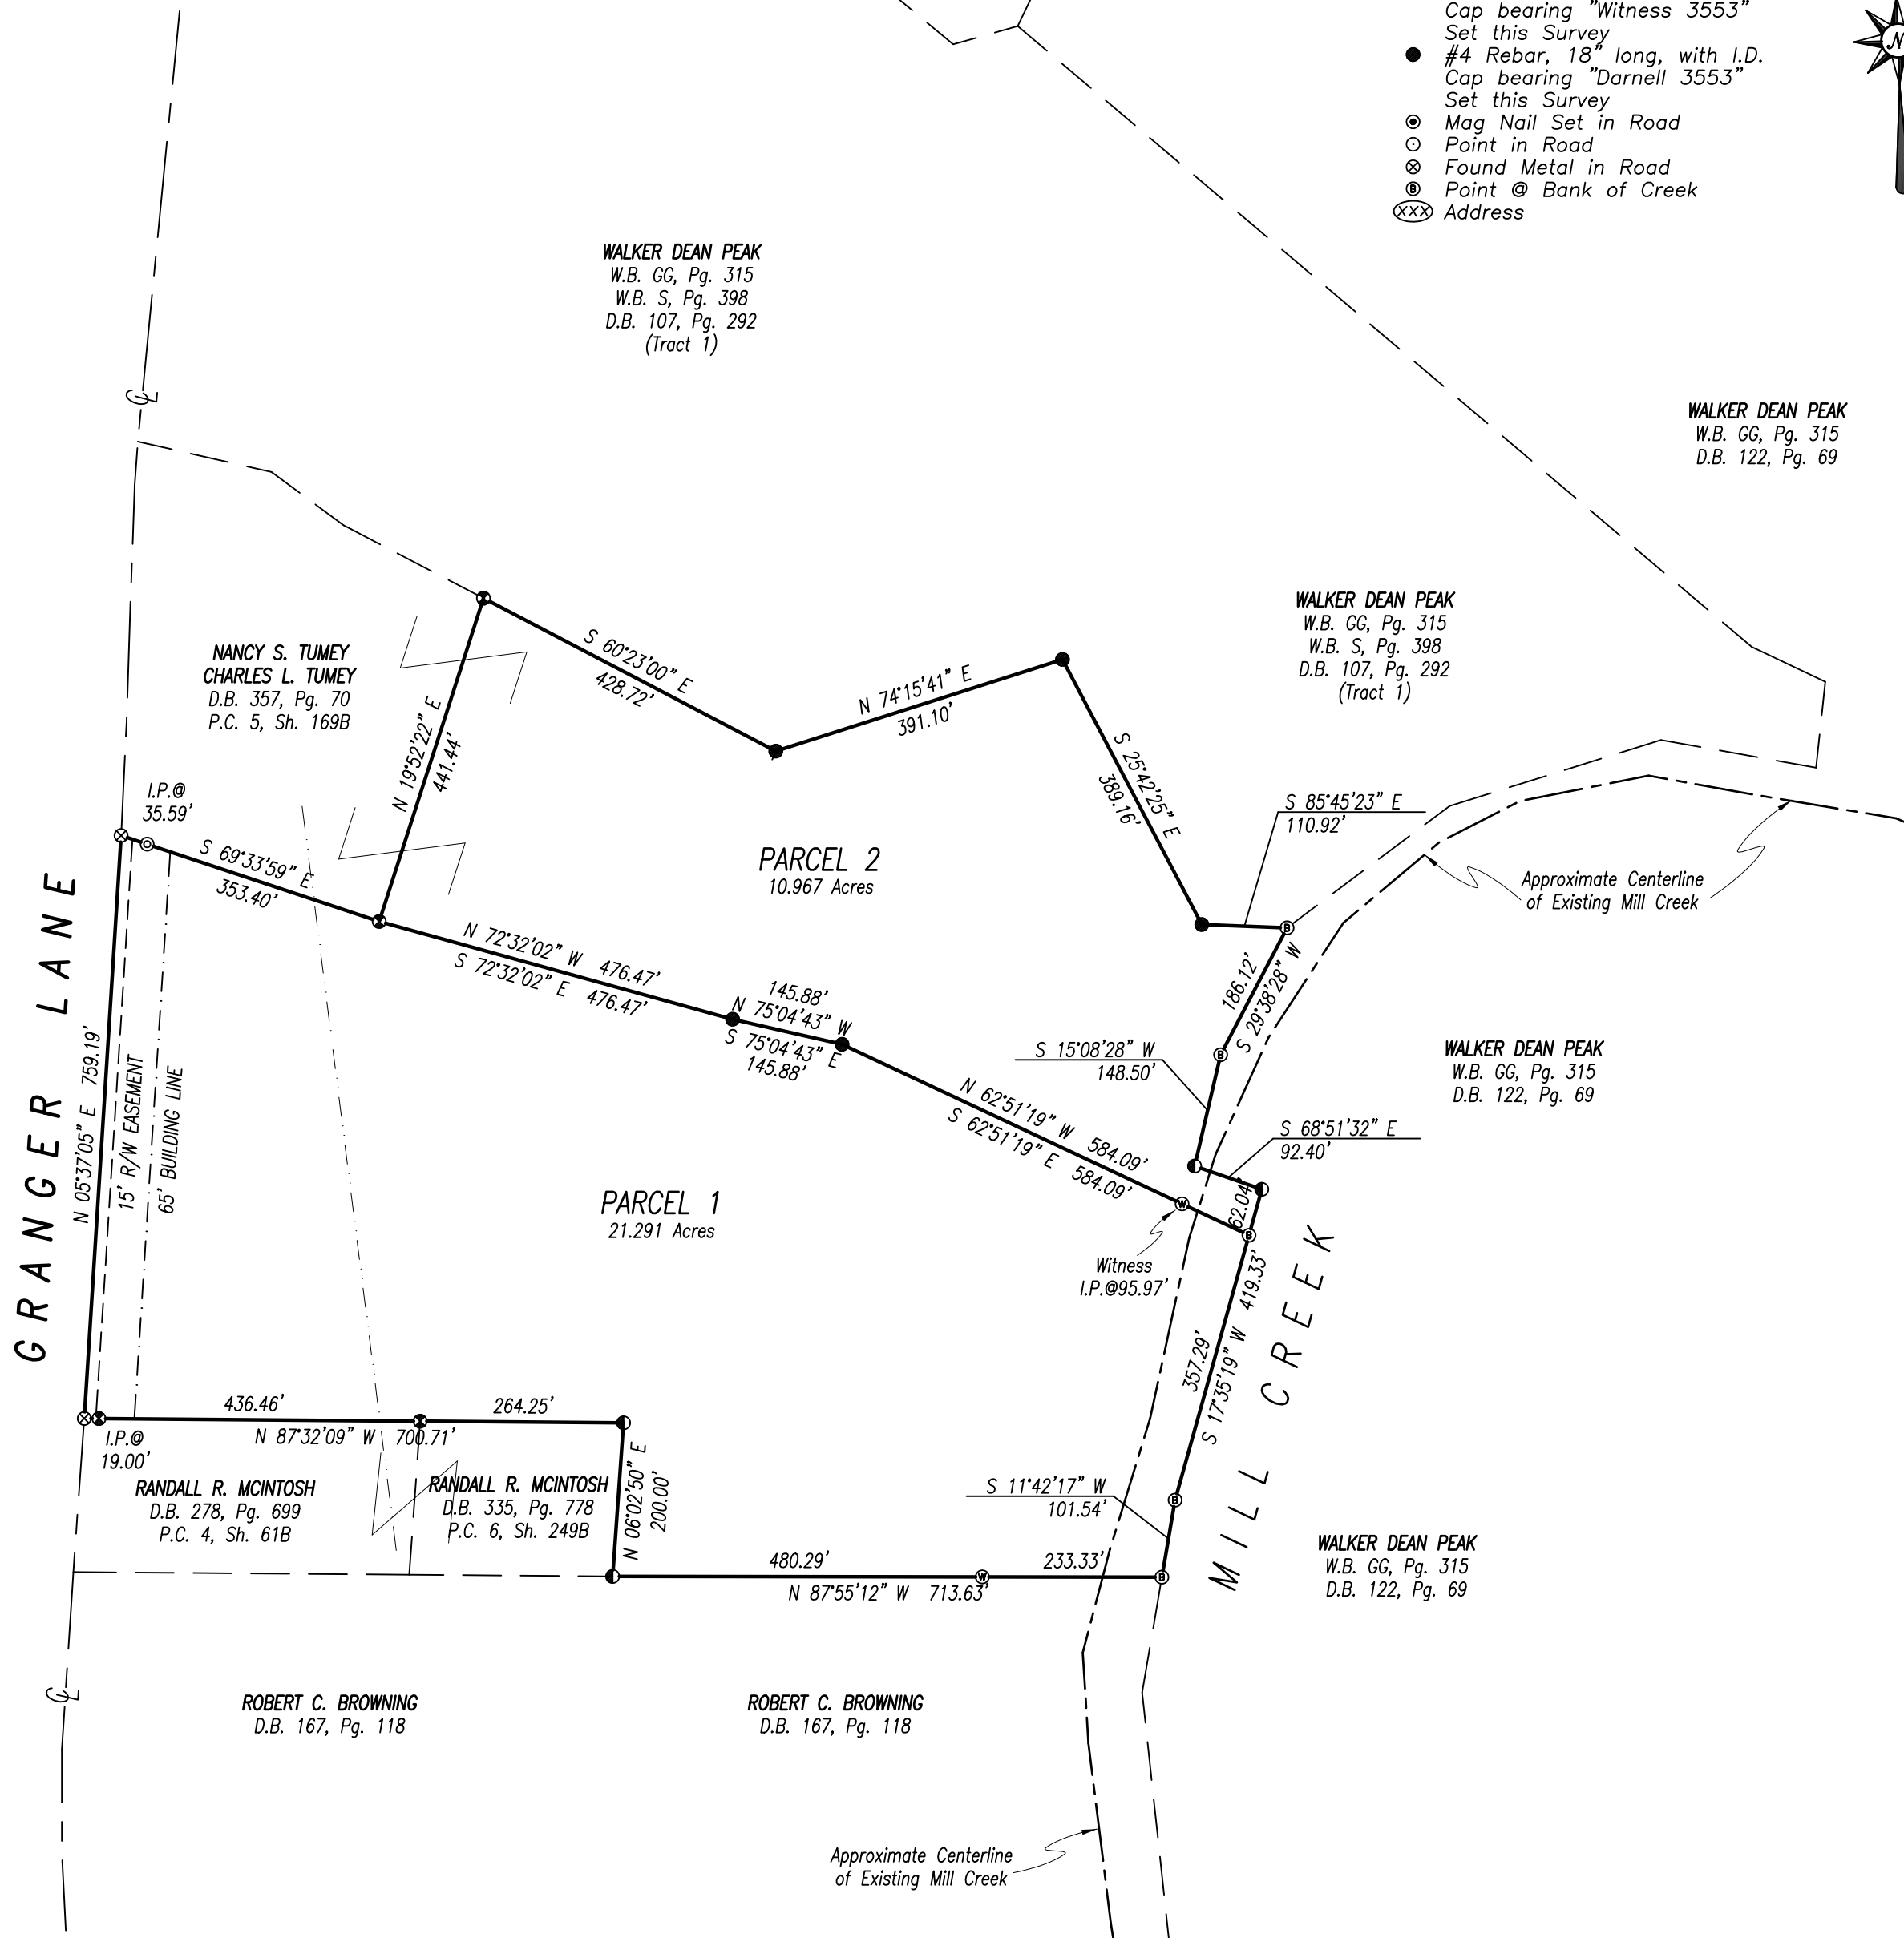 Cap bearing "Witness 3553"
Set this Survey
#4 Rebar, 18" long, with I.D.
Cap bearing "Darnell 3553"
Set this Survey
Mag Nail Set in Road
Point in Road
Found Metal in Road
B Point @ Bank of Creek
XXX Address
N
WALKER DEAN PEAK
W.B. GG, Pg. 315
W.B. S, Pg. 398
D.B. 107, Pg. 292
(Tract 1)
WALKER DEAN PEAK
W.B. GG, Pg. 315
D.B. 122, Pg. 69
WALKER DEAN PEAK
W.B. GG, Pg. 315
W.B. S, Pg. 398
D.B. 107, Pg. 292
(Tract 1)
NANCY S. TUMEY
CHARLES L. TUMEY
D.B. 357, Pg. 70
P.C. 5, Sh. 169B
S 60°23'00" E
428.72'
N 74°15'41" E
391.10'
S 25°42'25" E
389.16'
N 19°52'22" E
441.44'
I.P.@
35.59'
S 69°33'59" E
353.40'
S 85°45'23" E
110.92'
PARCEL 2
10.967 Acres
Approximate Centerline
of Existing Mill Creek
N 72°32'02" W 476.47'
S 72°32'02" E 476.47'
145.88'
N 75°04'43" W
S 75°04'43" E
145.88'
186.12'
S 29°38'28" W
S 15°08'28" W
148.50'
N 62°51'19" W 584.09'
S 62°51'19" E 584.09'
S 68°51'32" E
92.40'
WALKER DEAN PEAK
W.B. GG, Pg. 315
D.B. 122, Pg. 69
GRANGER LANE
N 05°37'05" E 759.19'
15' R/W EASEMENT
65' BUILDING LINE
PARCEL 1
21.291 Acres
W
62.04'
Witness
I.P.@95.97'
357.29'
S 17°35'19" W 419.33'
MILL CREEK
436.46'
264.25'
N 87°32'09" W 700.71'
I.P.@
19.00'
RANDALL R. MCINTOSH
D.B. 278, Pg. 699
P.C. 4, Sh. 61B
RANDALL R. MCINTOSH
D.B. 335, Pg. 778
P.C. 6, Sh. 249B
N 06°02'50" E
200.00'
S 11°42'17" W
101.54'
480.29'
233.33'
N 87°55'12" W 713.63'
WALKER DEAN PEAK
W.B. GG, Pg. 315
D.B. 122, Pg. 69
ROBERT C. BROWNING
D.B. 167, Pg. 118
ROBERT C. BROWNING
D.B. 167, Pg. 118
Approximate Centerline
of Existing Mill Creek